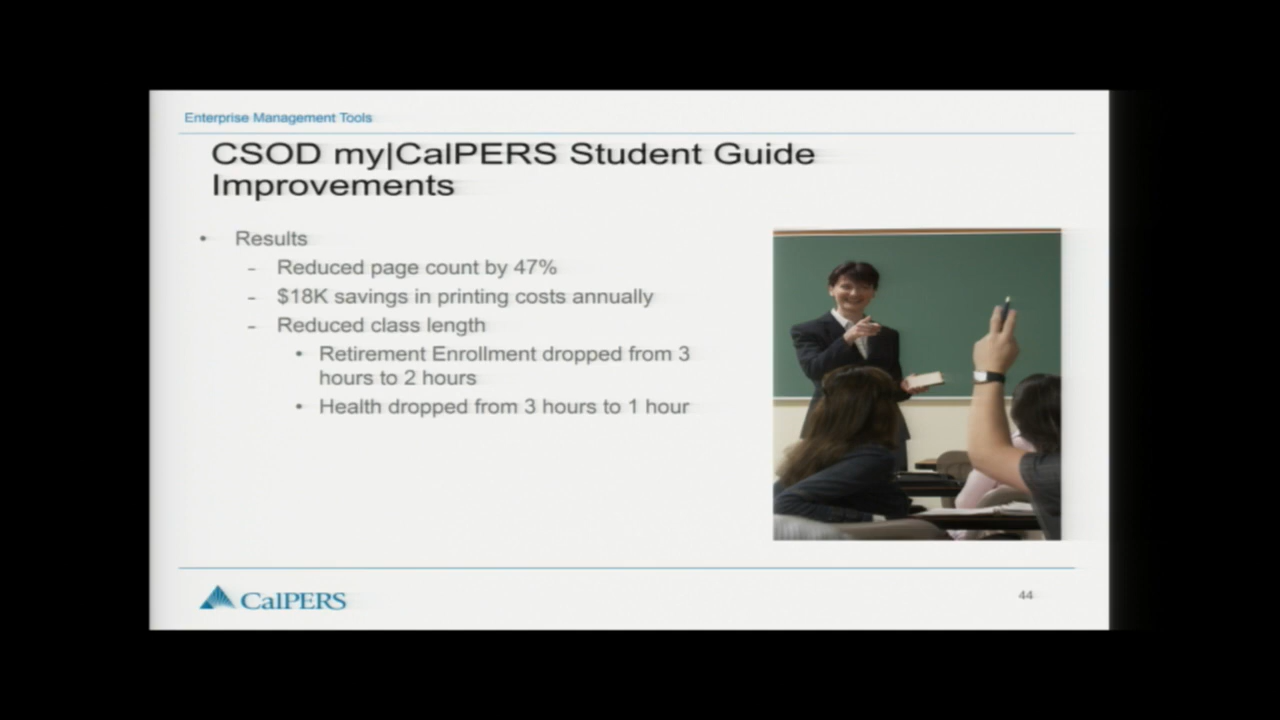 Enterprise Management Tools
CSOD my|CalPERS Student Guide
Improvements
• Results
- Reduced page count by 47%
- $18K savings in printing costs annually
- Reduced class length
• Retirement Enrollment dropped from 3
hours to 2 hours
• Health dropped from 3 hours to 1 hour
CalPERS
44